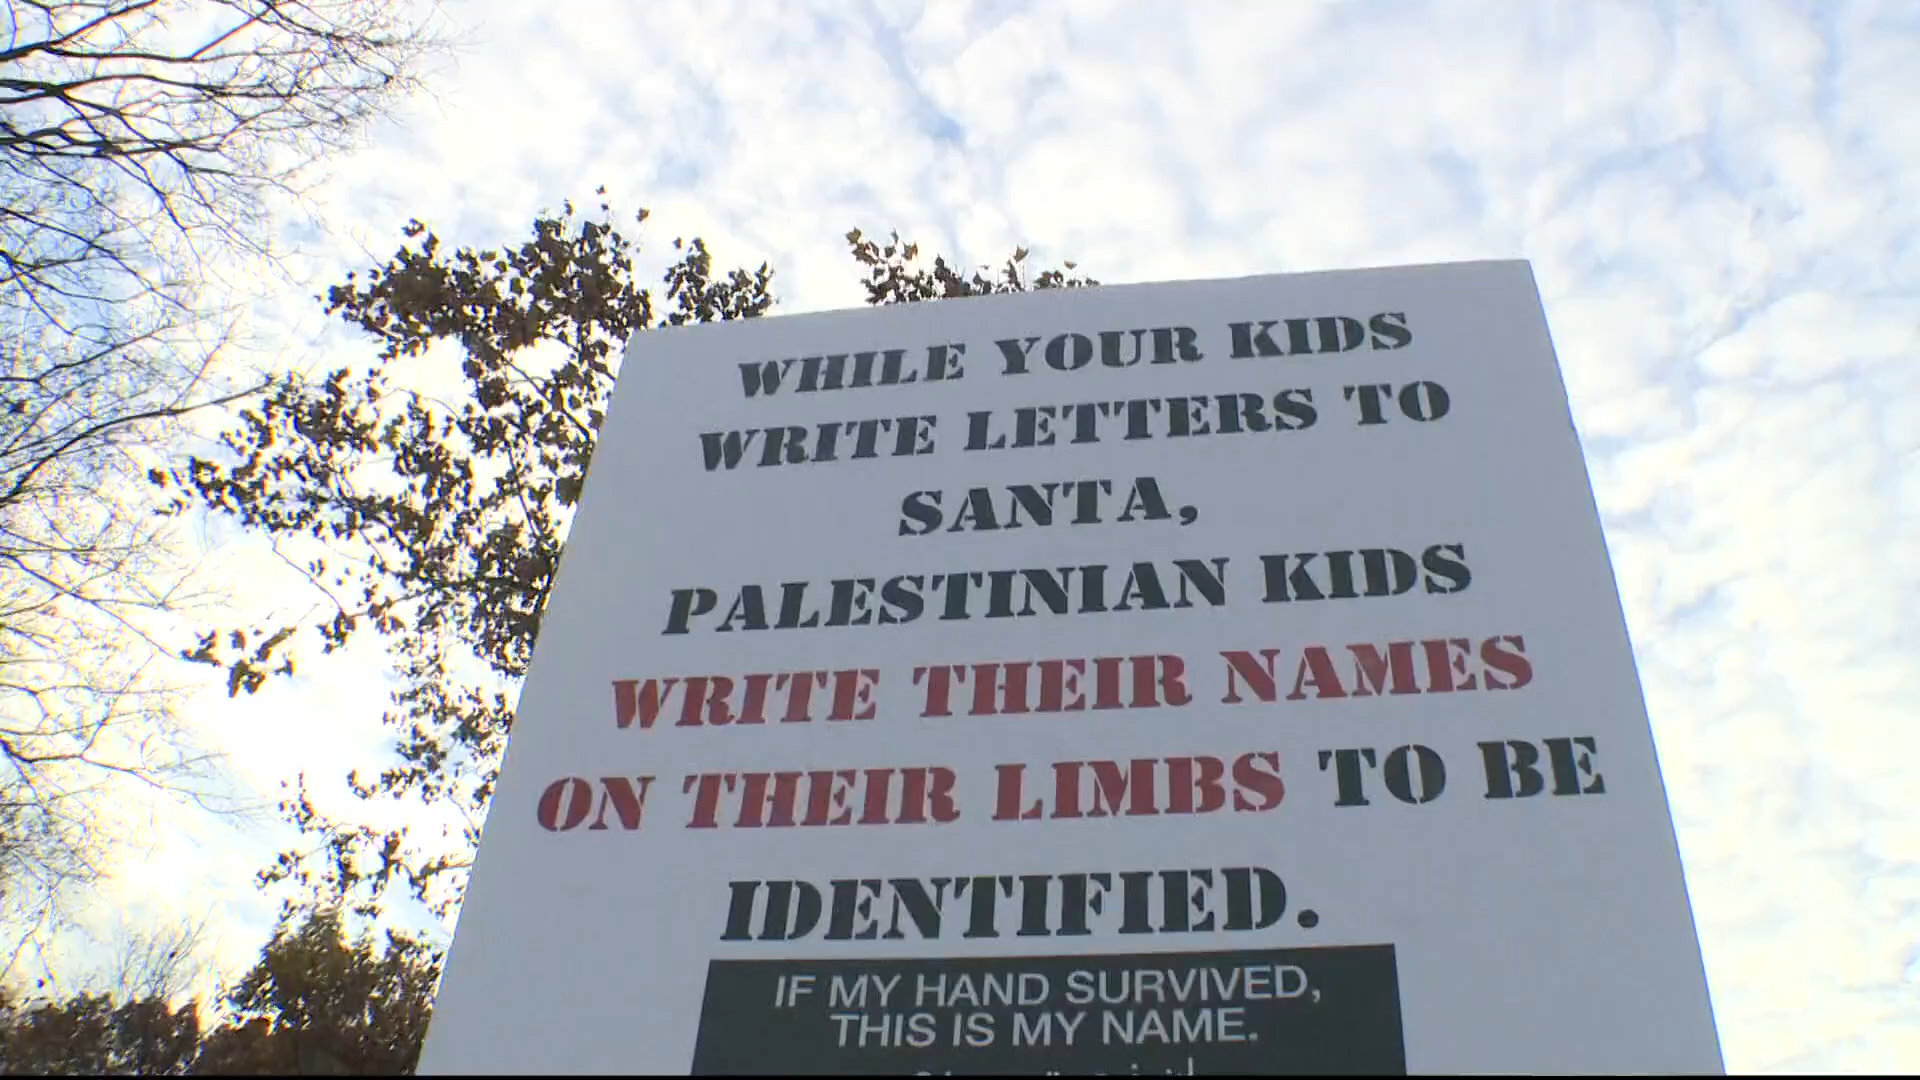 WHILE YOUR KIDS
WRITE LETTERS TO
SANTA,
PALESTINIAN KIDS
WRITE THEIR NAMES
ON THEIR LIMBS TO BE
IDENTIFIED.
IF MY HAND SURVIVED,
THIS IS MY NAME.